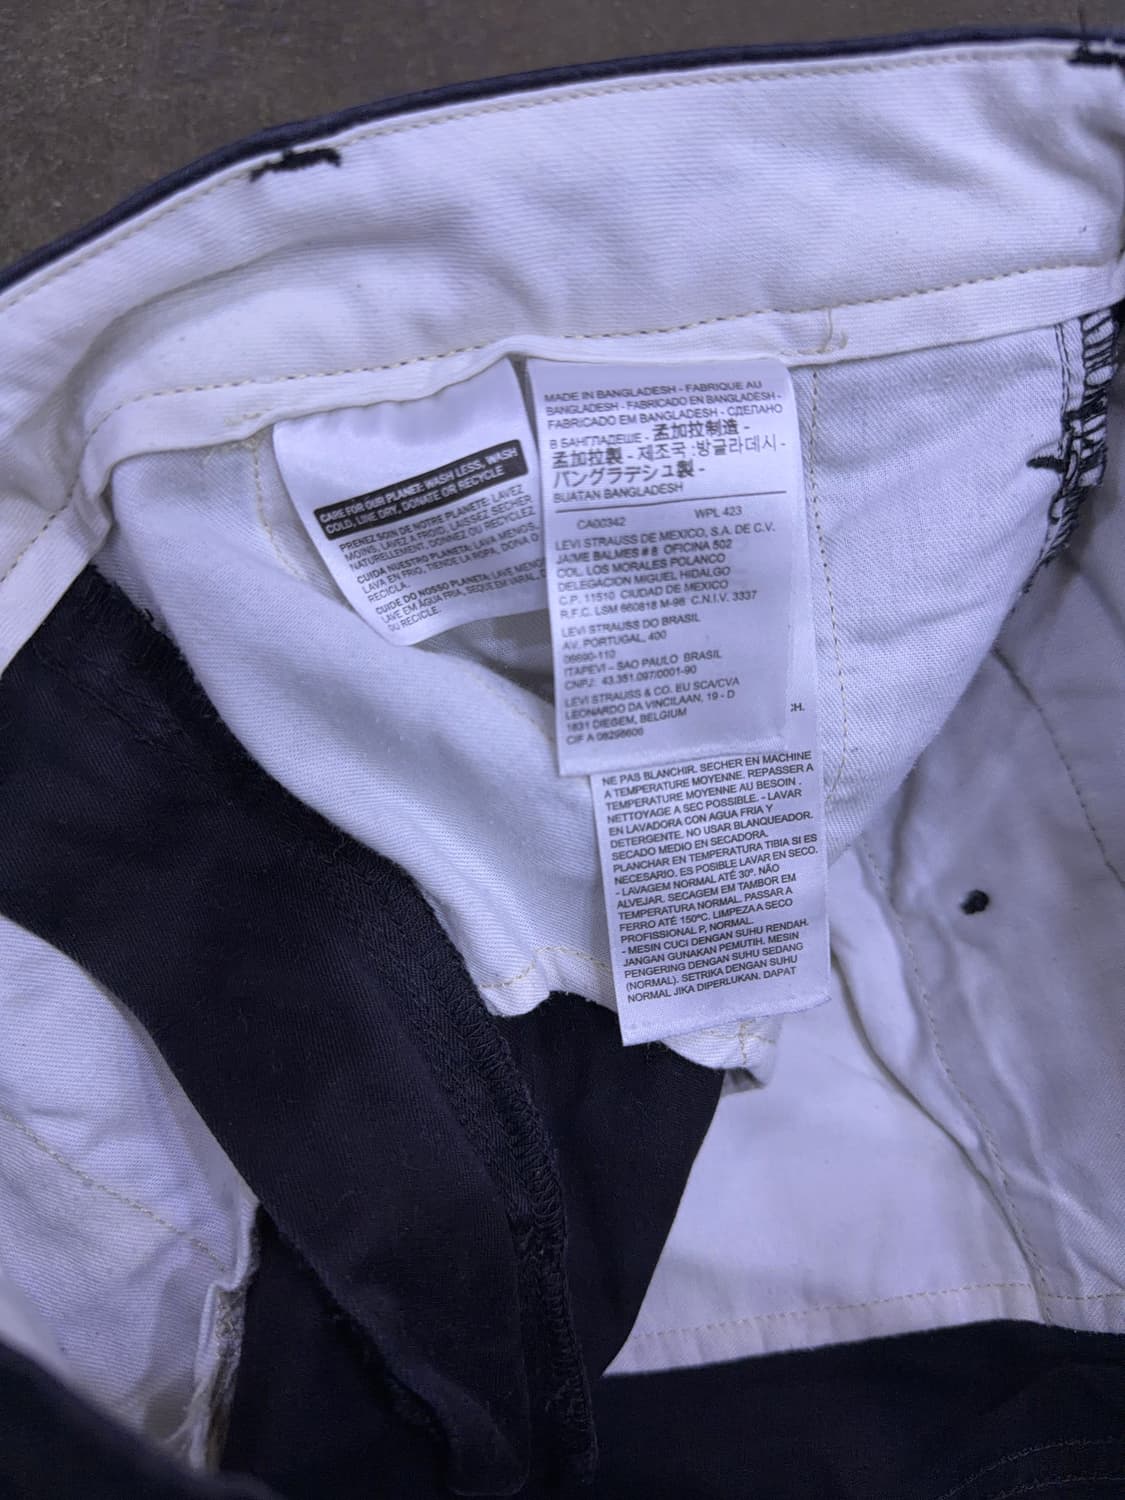 CARE FOR OUR PLANET: WASH LESS, WASH
COLD, LINE DRY, DONATE OR RECYCLE
PRENEZ SOIN DE NOTRE PLANETE: LAVEZ
MOINS, LAVEZ A FROID, LAISSEZ SECHER
NATURELLEMENT, DONNEZ OU RECYCLEZ.
CUIDA NUESTRO PLANETA: LAVA MENOS,
LAVA EN FRIO, TIENDE LA ROPA, DONA O
RECICLA.
CUIDE DO NOSSO PLANETA: LAVE MENOS
LAVE EM ÁGUA FRIA, SEQUE EM VARAL,
OU RECICLE.
MADE IN BANGLADESH - FABRIQUE AU
BANGLADESH - FABRICADO EN BANGLADESH -
FABRICADO EM BANGLADESH - СДЕЛАНО
В БАНГЛАДЕШЕ - 孟加拉制造 -
孟加拉製 - 제조국 :방글라데시 -
バングラデシュ製 -
BUATAN BANGLADESH
CA00342 WPL 423
LEVI STRAUSS DE MEXICO, S.A. DE C.V.
JAIME BALMES # 8 OFICINA 502
COL. LOS MORALES POLANCO
DELEGACION MIGUEL HIDALGO
C.P. 11510 CIUDAD DE MEXICO
R.F.C. LSM 660818 M-98 C.N.I.V. 3337
LEVI STRAUSS DO BRASIL
AV. PORTUGAL, 400
06690-110
ITAPEVI - SAO PAULO BRASIL
CNPJ: 43.351.097/0001-90
LEVI STRAUSS & CO. EU SCA/CVA
LEONARDO DA VINCILAAN, 19 - D
1831 DIEGEM, BELGIUM
CIF A 08298606
CH.
NE PAS BLANCHIR. SECHER EN MACHINE
A TEMPERATURE MOYENNE. REPASSER A
TEMPERATURE MOYENNE AU BESOIN .
NETTOYAGE A SEC POSSIBLE. - LAVAR
EN LAVADORA CON AGUA FRIA Y
DETERGENTE. NO USAR BLANQUEADOR.
SECADO MEDIO EN SECADORA.
PLANCHAR EN TEMPERATURA TIBIA SI ES
NECESARIO. ES POSIBLE LAVAR EN SECO.
- LAVAGEM NORMAL ATÉ 30º. NÃO
ALVEJAR. SECAGEM EM TAMBOR EM
TEMPERATURA NORMAL. PASSAR A
FERRO ATÉ 150ºC. LIMPEZA A SECO
PROFISSIONAL P, NORMAL.
- MESIN CUCI DENGAN SUHU RENDAH.
JANGAN GUNAKAN PEMUTIH. MESIN
PENGERING DENGAN SUHU SEDANG
(NORMAL). SETRIKA DENGAN SUHU
NORMAL JIKA DIPERLUKAN. DAPAT